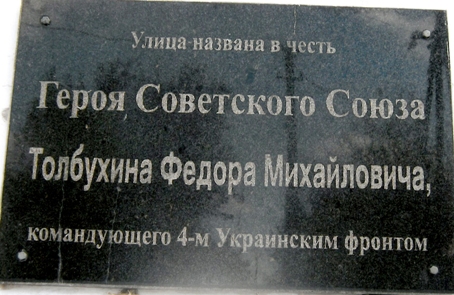 Улица названа в честь
Героя Советского Союза
Толбухина Федора Михайловича,
командующего 4-м Украинским фронтом